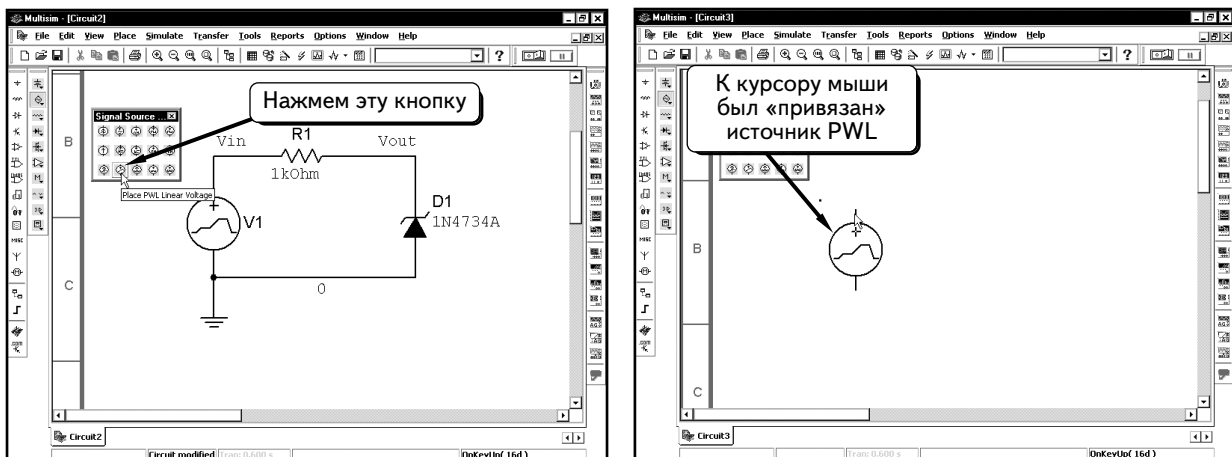 Multisim - [Circuit2]
File Edit View Place Simulate Transfer Tools Reports Options Window Help
Нажмем эту кнопку
Signal Source ...
B
Vin
R1
Vout
1kOhm
Place PWL Linear Voltage
V1
D1
1N4734A
C
0
MISC
Circuit2
Circuit modified Tran: 0.600 s OnKeyUp( 16d )
Multisim - [Circuit3]
File Edit View Place Simulate Transfer Tools Reports Options Window Help
К курсору мыши
был «привязан»
источник PWL
B
C
MISC
Circuit3
Tran: 0.600 s OnKeyUp( 16d )